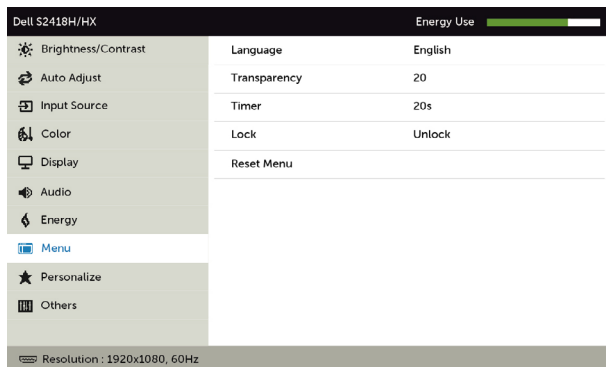 Dell S2418H/HX
Energy Use
Brightness/Contrast
Auto Adjust
Input Source
Color
Display
Audio
Energy
Menu
Personalize
Others
Language English
Transparency 20
Timer 20s
Lock Unlock
Reset Menu
Resolution : 1920x1080, 60Hz